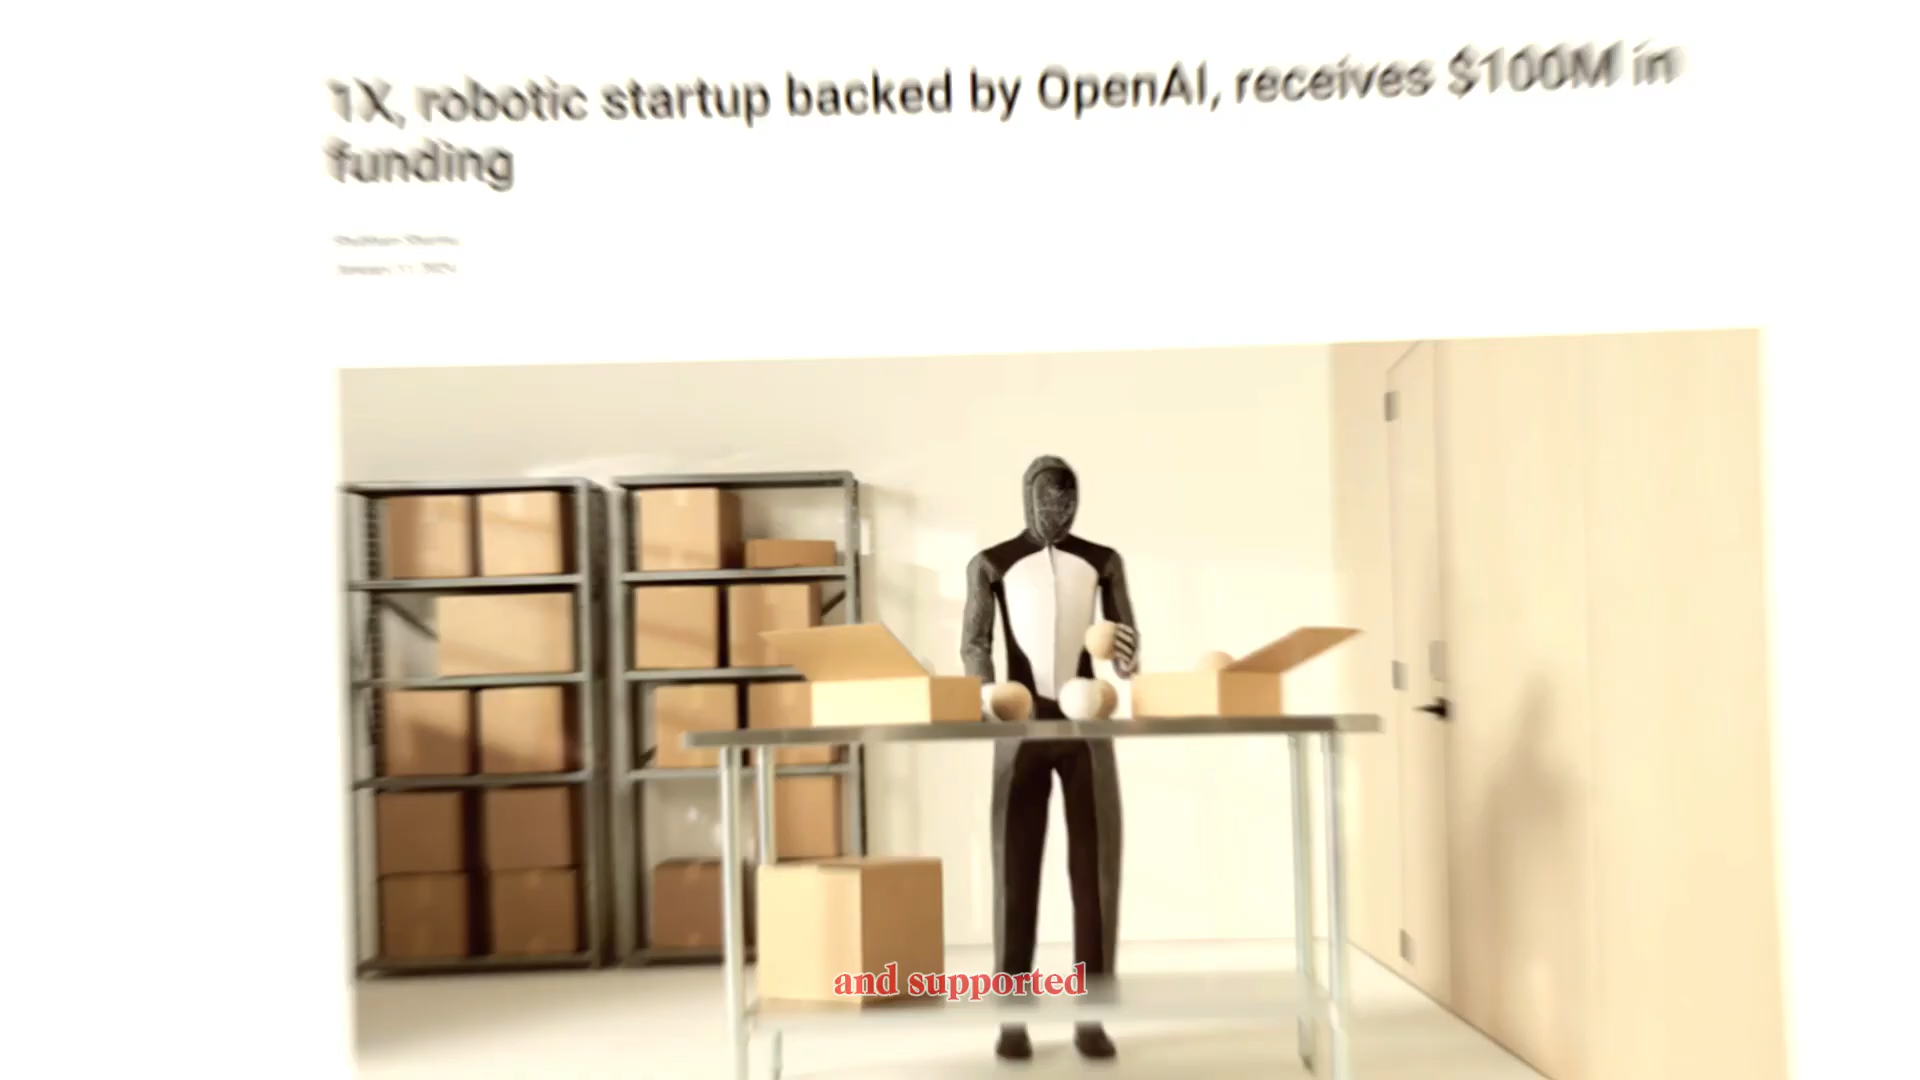 1X, robotic startup backed by OpenAI, receives $100M in
funding
and supported